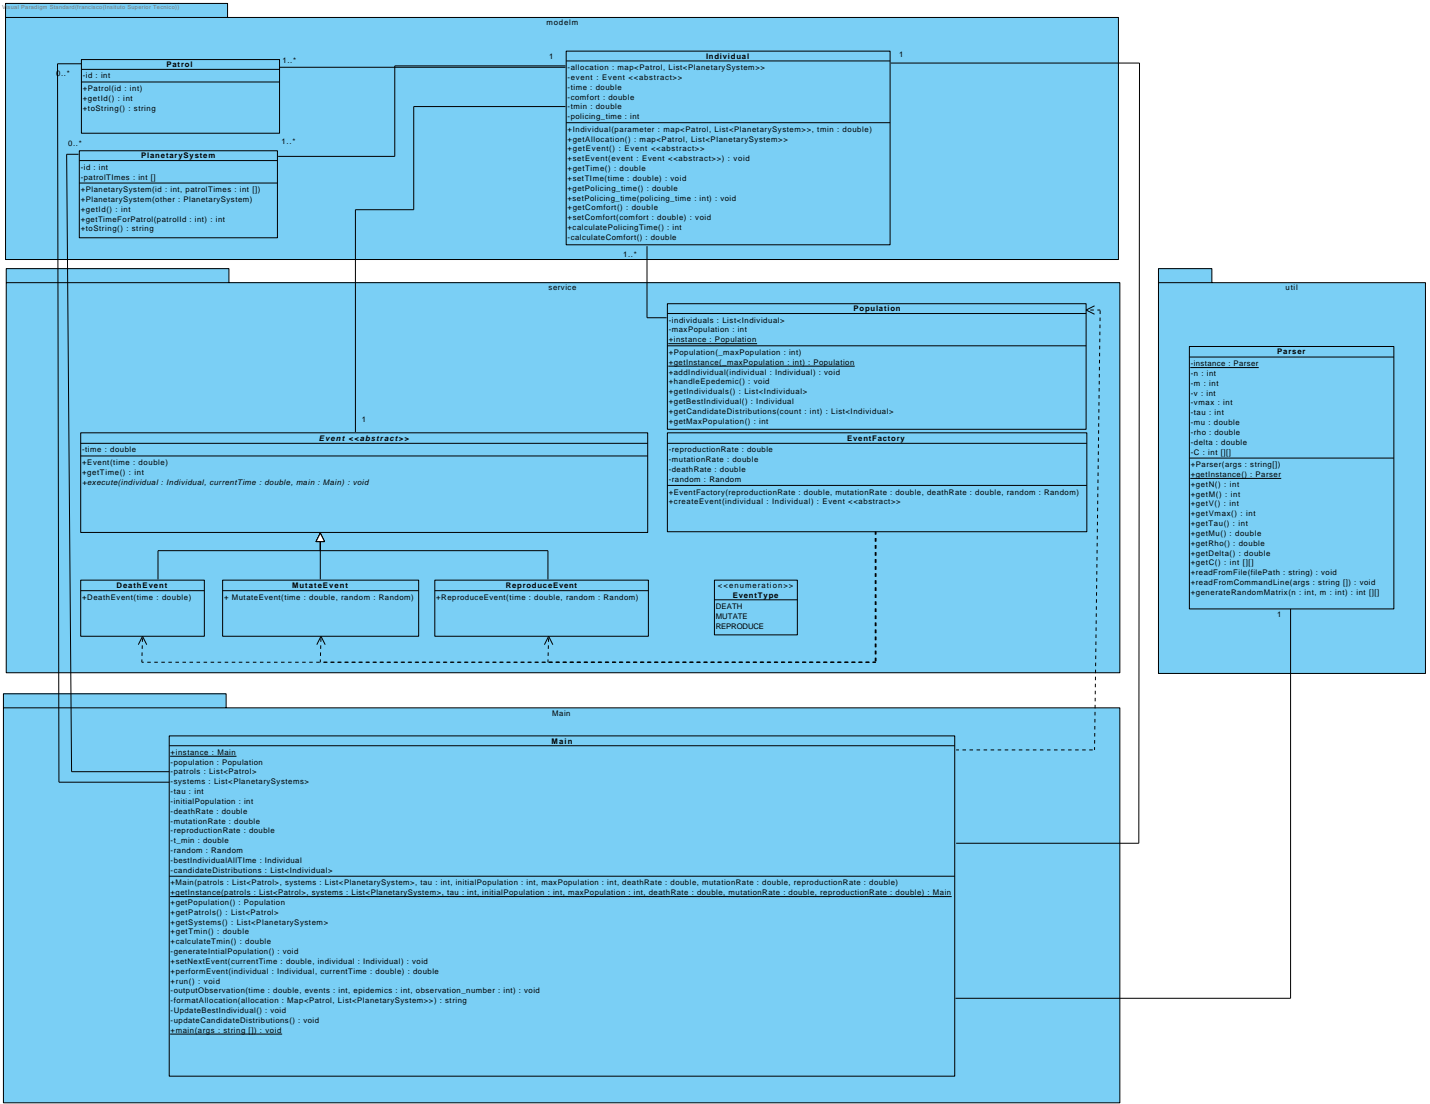 Visual Paradigm Standard(francisco(Instituto Superior Tecnico))
modelm
Patrol
-id : int
+Patrol(id : int)
+getId() : int
+toString() : string
0..*
1..*
1
Individual
-allocation : map<Patrol, List<PlanetarySystem>>
-event : Event <<abstract>>
-time : double
-comfort : double
-tmin : double
-policing_time : int
+Individual(parameter : map<Patrol, List<PlanetarySystem>>, tmin : double)
+getAllocation() : map<Patrol, List<PlanetarySystem>>
+getEvent() : Event <<abstract>>
+setEvent(event : Event <<abstract>>) : void
+getTime() : double
+setTIme(time : double) : void
+getPolicing_time() : double
+setPolicing_time(policing_time : int) : void
+getComfort() : double
+setComfort(comfort : double) : void
+calculatePolicingTime() : int
-calculateComfort() : double
1
0..*
1..*
PlanetarySystem
-id : int
-patrolTImes : int []
+PlanetarySystem(id : int, patrolTimes : int [])
+PlanetarySystem(other : PlanetarySystem)
+getId() : int
+getTimeForPatrol(patrolId : int) : int
+toString() : string
1..*
service
Population
-individuals : List<Individual>
-maxPopulation : int
+instance : Population
+Population(_maxPopulation : int)
+getInstance(_maxPopulation : int) : Population
+addIndividual(individual : Individual) : void
+handleEpedemic() : void
+getIndividuals() : List<Individual>
+getBestIndividual() : Individual
+getCandidateDistributions(count : int) : List<Individual>
+getMaxPopulation() : int
1
Event <<abstract>>
-time : double
+Event(time : double)
+getTime() : int
+execute(individual : Individual, currentTime : double, main : Main) : void
EventFactory
-reproductionRate : double
-mutationRate : double
-deathRate : double
-random : Random
+EventFactory(reproductionRate : double, mutationRate : double, deathRate : double, random : Random)
+createEvent(individual : Individual) : Event <<abstract>>
DeathEvent
+DeathEvent(time : double)
MutateEvent
+ MutateEvent(time : double, random : Random)
ReproduceEvent
+ReproduceEvent(time : double, random : Random)
<<enumeration>>
EventType
DEATH
MUTATE
REPRODUCE
util
Parser
-instance : Parser
-n : int
-m : int
-v : int
-vmax : int
-tau : int
-mu : double
-rho : double
-delta : double
-C : int [][]
+Parser(args : string[])
+getInstance() : Parser
+getN() : int
+getM() : int
+getV() : int
+getVmax() : int
+getTau() : int
+getMu() : double
+getRho() : double
+getDelta() : double
+getC() : int [][]
+readFromFile(filePath : string) : void
+readFromCommandLine(args : string []) : void
+generateRandomMatrix(n : int, m : int) : int [][]
1
Main
Main
+instance : Main
-population : Population
-patrols : List<Patrol>
-systems : List<PlanetarySystems>
-tau : int
-initialPopulation : int
-deathRate : double
-mutationRate : double
-reproductionRate : double
-t_min : double
-random : Random
-bestIndividualAllTIme : Individual
-candidateDistributions : List<Individual>
+Main(patrols : List<Patrol>, systems : List<PlanetarySystem>, tau : int, initialPopulation : int, maxPopulation : int, deathRate : double, mutationRate : double, reproductionRate : double)
+getInstance(patrols : List<Patrol>, systems : List<PlanetarySystem>, tau : int, initialPopulation : int, maxPopulation : int, deathRate : double, mutationRate : double, reproductionRate : double) : Main
+getPopulation() : Population
+getPatrols() : List<Patrol>
+getSystems() : List<PlanetarySystem>
+getTmin() : double
+calculateTmin() : double
-generateIntialPopulation() : void
+setNextEvent(currentTime : double, individual : Individual) : void
+performEvent(individual : Individual, currentTime : double) : double
+run() : void
-outputObservation(time : double, events : int, epidemics : int, observation_number : int) : void
-formatAllocation(allocation : Map<Patrol, List<PlanetarySystem>>) : string
-UpdateBestIndividual() : void
-updateCandidateDistributions() : void
+main(args : string []) : void